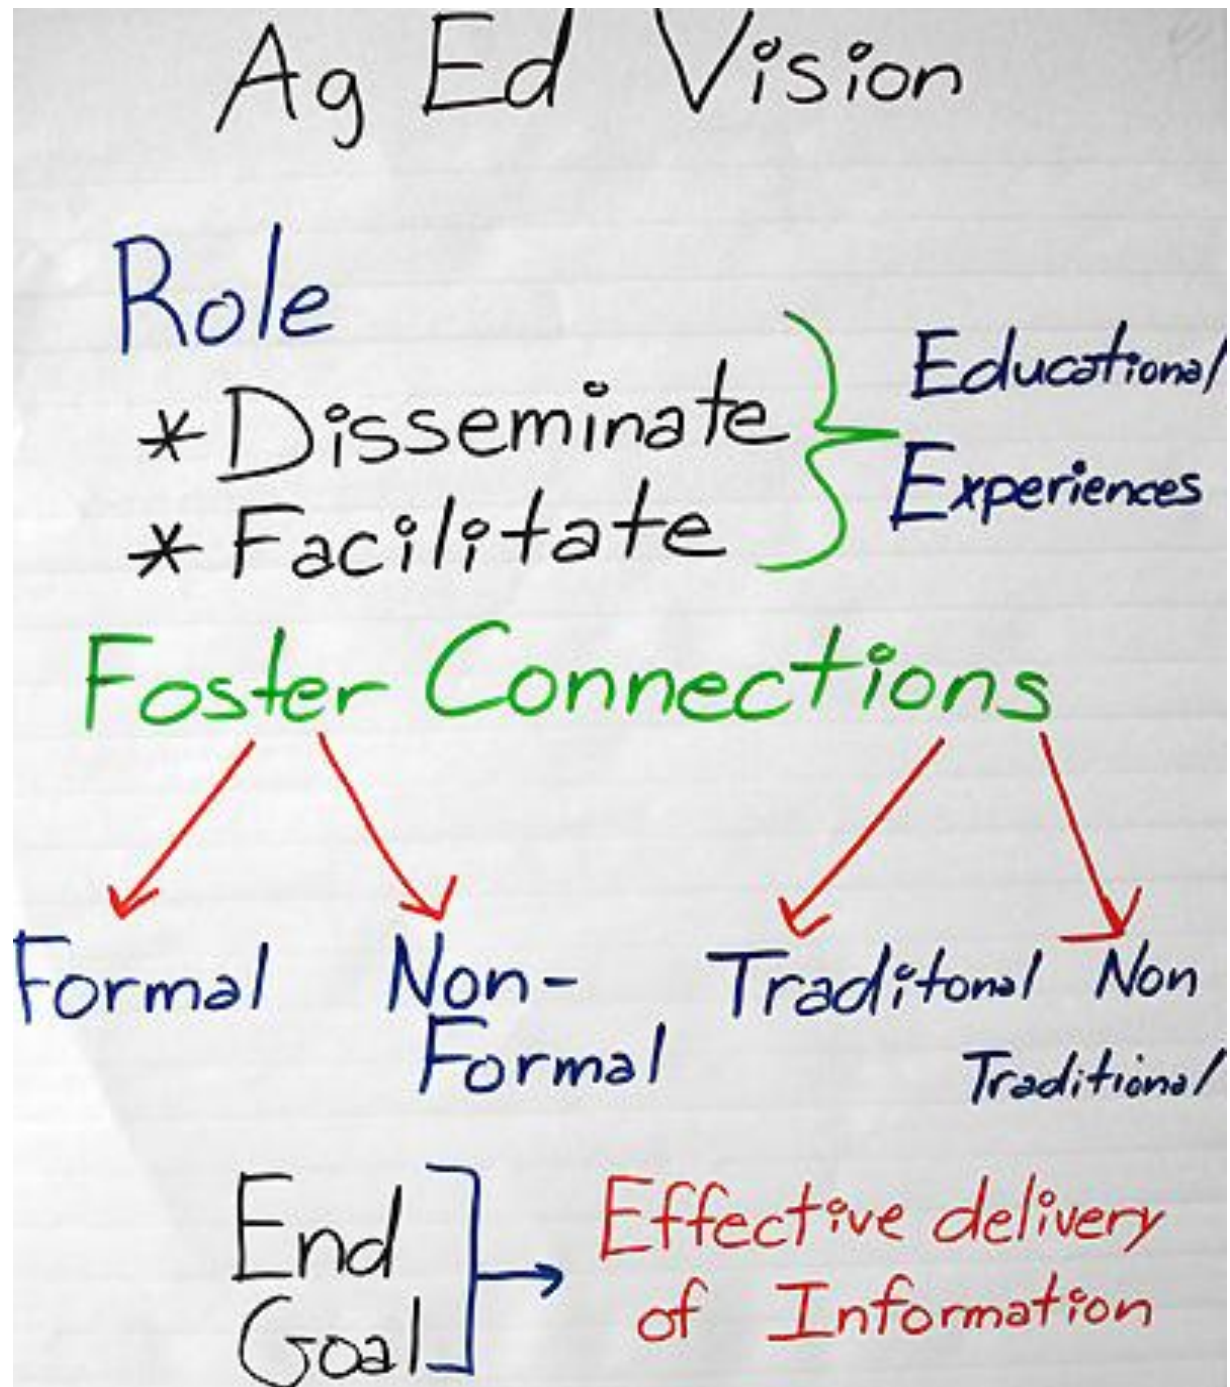 Ag Ed Vision
Role
* Disseminate
* Facilitate
Educational
Experiences
Foster Connections
Formal
Non-
Formal
Traditonal
Non
Traditional
End
Goal
Effective delivery
of Information